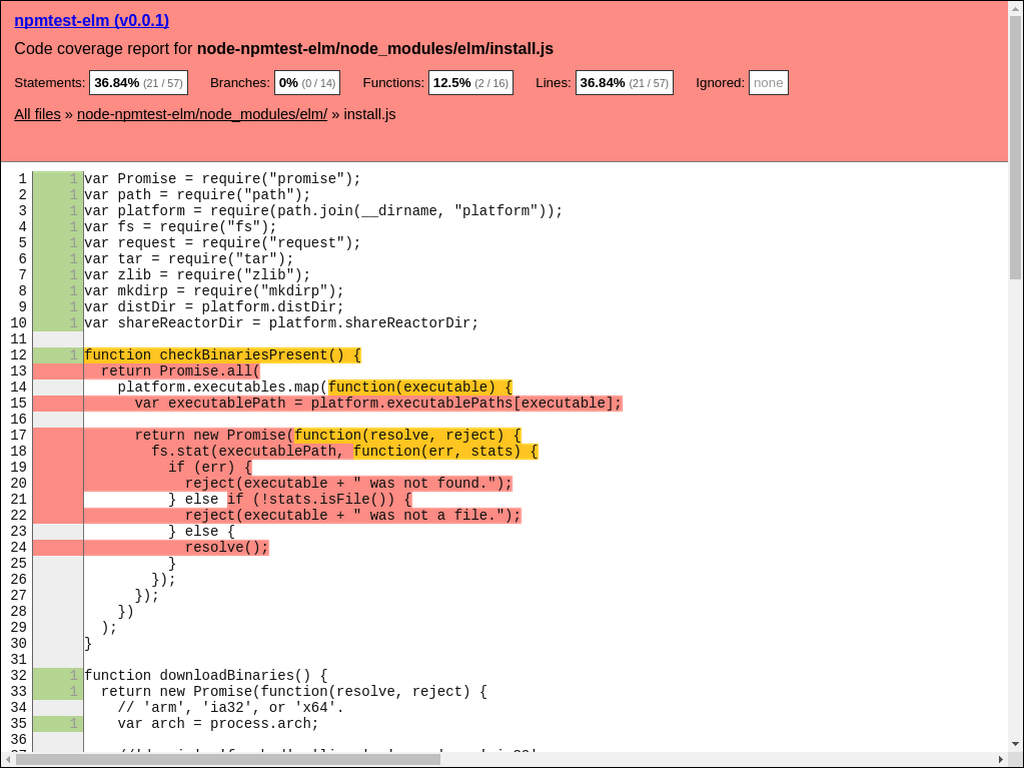 npmtest-elm (v0.0.1)
Code coverage report for node-npmtest-elm/node_modules/elm/install.js
Statements: 36.84% (21 / 57) Branches: 0% (0 / 14) Functions: 12.5% (2 / 16) Lines: 36.84% (21 / 57) Ignored: none
All files » node-npmtest-elm/node_modules/elm/ » install.js
1 1 var Promise = require("promise");
2 1 var path = require("path");
3 1 var platform = require(path.join(__dirname, "platform"));
4 1 var fs = require("fs");
5 1 var request = require("request");
6 1 var tar = require("tar");
7 1 var zlib = require("zlib");
8 1 var mkdirp = require("mkdirp");
9 1 var distDir = platform.distDir;
10 1 var shareReactorDir = platform.shareReactorDir;
11
12 1 function checkBinariesPresent() {
13   return Promise.all(
14     platform.executables.map(function(executable) {
15       var executablePath = platform.executablePaths[executable];
16
17       return new Promise(function(resolve, reject) {
18         fs.stat(executablePath, function(err, stats) {
19           if (err) {
20             reject(executable + " was not found.");
21           } else if (!stats.isFile()) {
22             reject(executable + " was not a file.");
23           } else {
24             resolve();
25           }
26         });
27       });
28     })
29   );
30 }
31
32 1 function downloadBinaries() {
33 1   return new Promise(function(resolve, reject) {
34     // 'arm', 'ia32', or 'x64'.
35 1     var arch = process.arch;
36